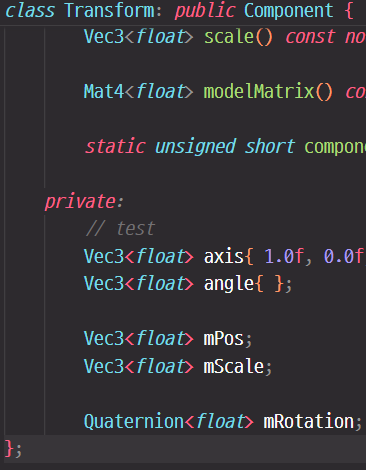 class Transform: public Component {
Vec3<float> scale() const no
Mat4<float> modelMatrix() co
static unsigned short compon
private:
// test
Vec3<float> axis{ 1.0f, 0.0f
Vec3<float> angle{ };
Vec3<float> mPos;
Vec3<float> mScale;
Quaternion<float> mRotation;
};